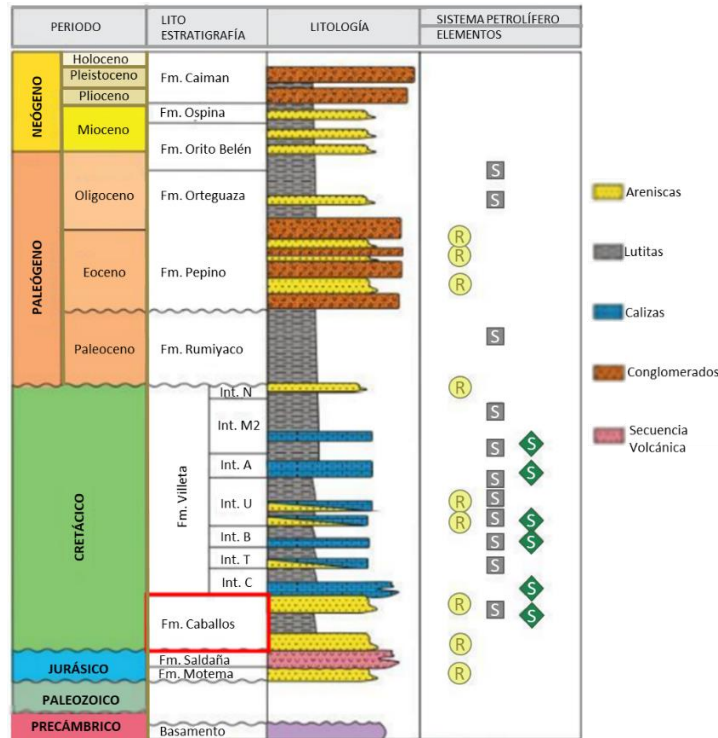 PERIODO
LITO
ESTRATIGRAFÍA
LITOLOGÍA
SISTEMA PETROLÍFERO
ELEMENTOS
NEÓGENO
Holoceno
Pleistoceno
Plioceno
Mioceno
Fm. Caiman
Fm. Ospina
Fm. Orito Belén
PALEÓGENO
Oligoceno
Eoceno
Paleoceno
Fm. Orteguaza
Fm. Pepino
Fm. Rumiyaco
CRETÁCICO
Fm. Villeta
Int. N
Int. M2
Int. A
Int. U
Int. B
Int. T
Int. C
Fm. Caballos
JURÁSICO
Fm. Saldaña
Fm. Motema
PALEOZOICO
PRECÁMBRICO
Basamento
S
S
R
R
R
S
R
S
S
S
S
S
R
S
R
S
S
S
S
S
S
R
S
S
R
R
Areniscas
Lutitas
Calizas
Conglomerados
Secuencia
Volcánica